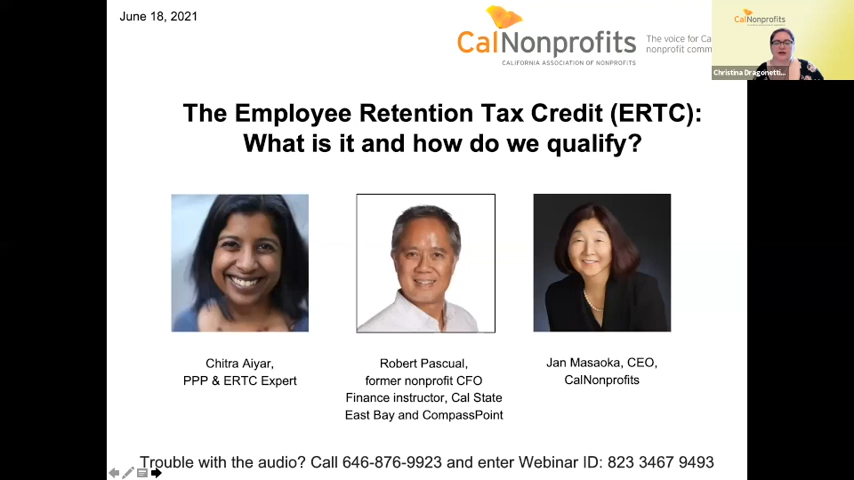 June 18, 2021
CalNonprofits
CALIFORNIA ASSOCIATION OF NONPROFITS
The voice for Ca
nonprofit comm
CalNonprofits
Christina Dragonetti...
The Employee Retention Tax Credit (ERTC):
What is it and how do we qualify?
Chitra Aiyar,
PPP & ERTC Expert
Robert Pascual,
former nonprofit CFO
Finance instructor, Cal State
East Bay and CompassPoint
Jan Masaoka, CEO,
CalNonprofits
Trouble with the audio? Call 646-876-9923 and enter Webinar ID: 823 3467 9493